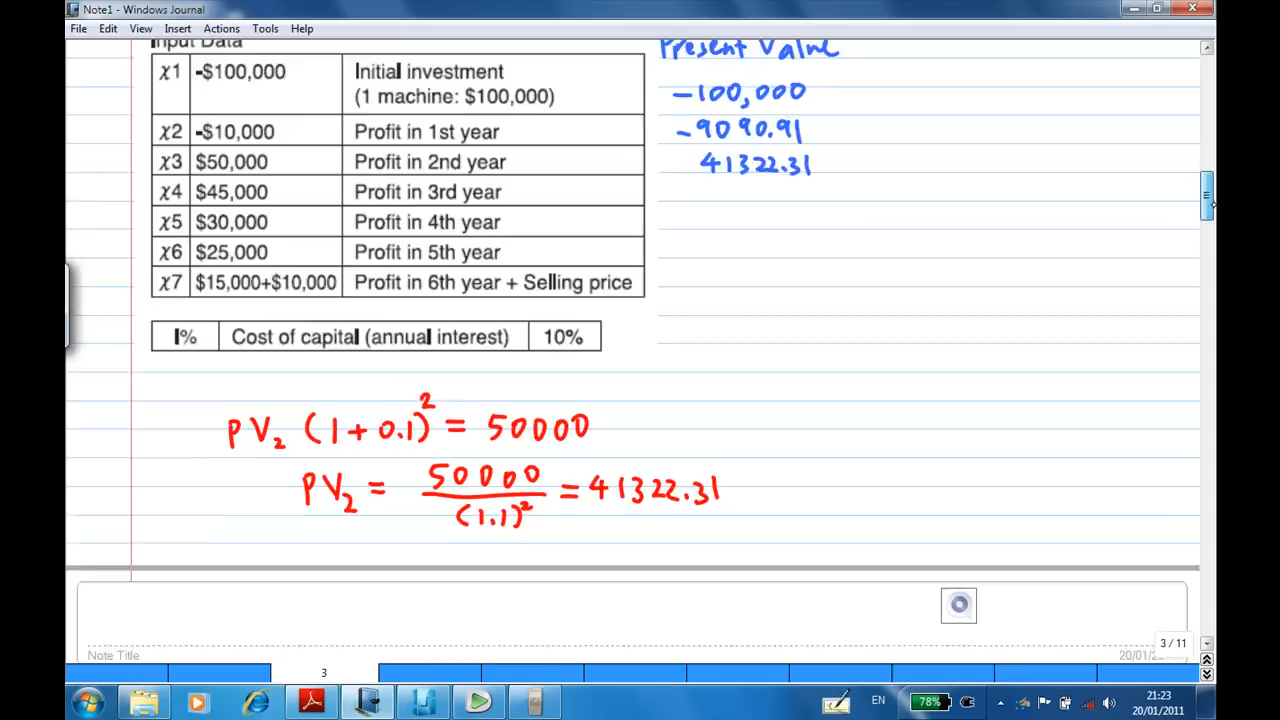 Note1 - Windows Journal
File Edit View Insert Actions Tools Help
Input Data
Present Value
χ1 -$100,000 Initial investment
(1 machine: $100,000)
-100,000
χ2 -$10,000 Profit in 1st year
-9090.91
χ3 $50,000 Profit in 2nd year
41322.31
χ4 $45,000 Profit in 3rd year
χ5 $30,000 Profit in 4th year
χ6 $25,000 Profit in 5th year
χ7 $15,000+$10,000 Profit in 6th year + Selling price
I% Cost of capital (annual interest) 10%
PV₂ (1+0.1)² = 50000
PV₂ = 50000 / (1.1)² = 41322.31
3 / 11
Note Title
3
EN
78%
21:23
20/01/2011